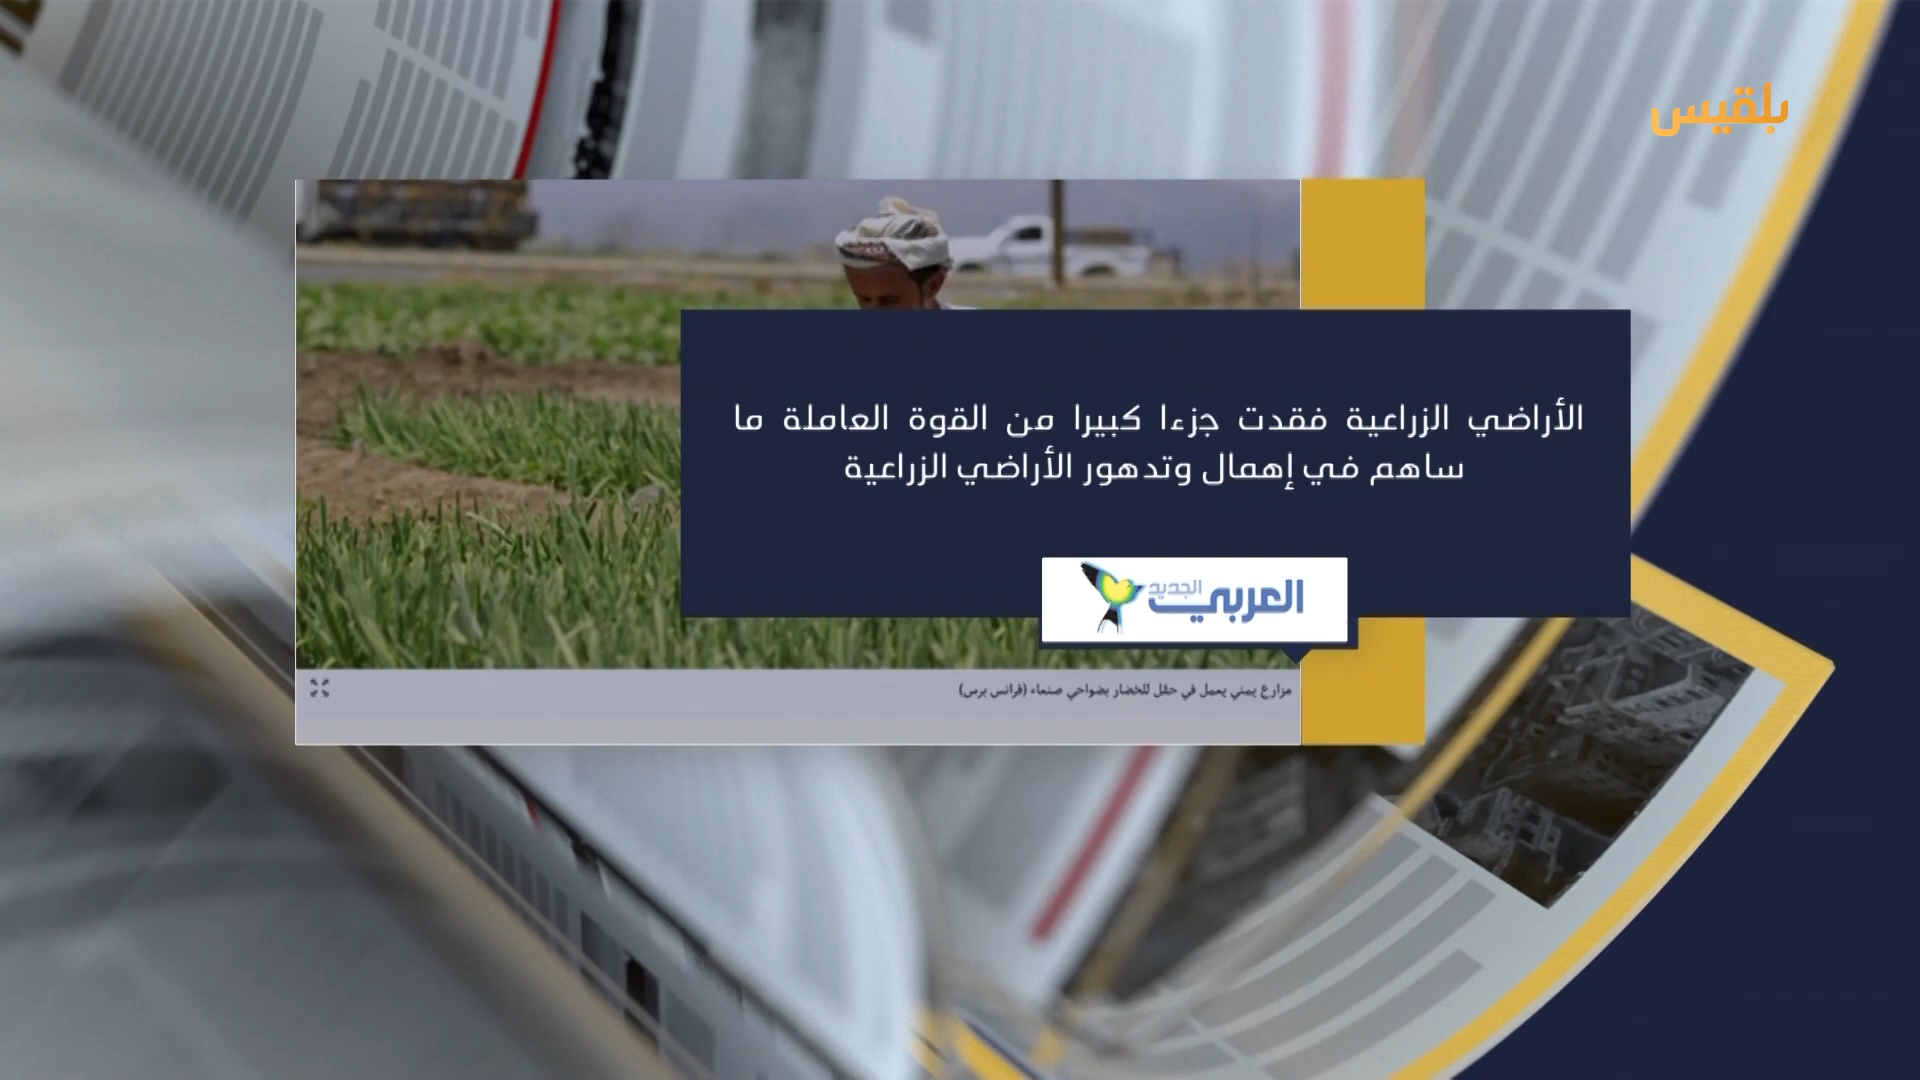 بلقيس
الأراضي الزراعية فقدت جزءا كبيرا من القوة العاملة ما
ساهم في إهمال وتدهور الأراضي الزراعية
العربي الجديد
مزارع يمني يعمل في حقل للخضار بضواحي صنعاء (فرانس برس)